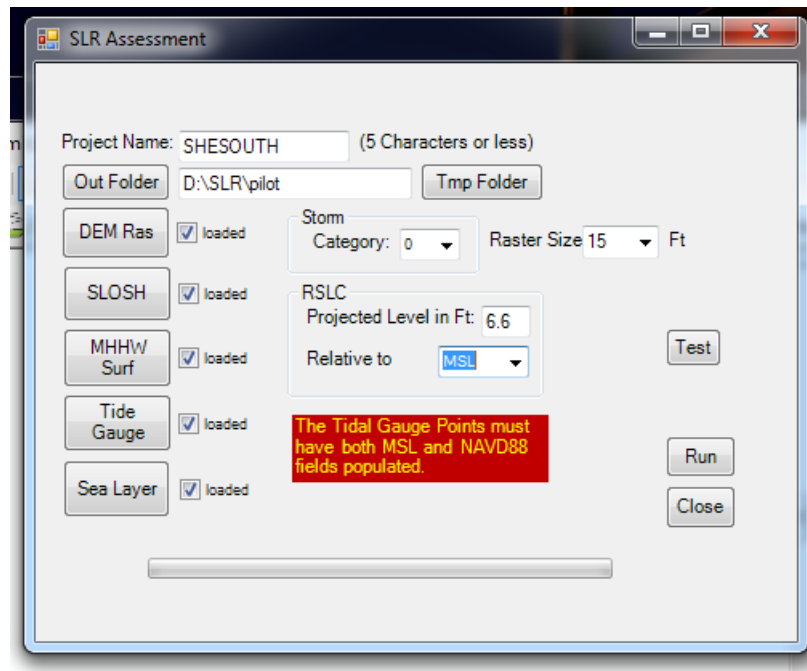 SLR Assessment
Project Name: SHESOUTH (5 Characters or less)
Out Folder D:\SLR\pilot Tmp Folder
DEM Ras loaded
Storm
Category: 0
Raster Size 15 Ft
SLOSH loaded
RSLC
Projected Level in Ft: 6.6
MHHW
Surf
loaded
Relative to MSL
Test
Tide
Gauge
loaded
The Tidal Gauge Points must
have both MSL and NAVD88
fields populated.
Run
Sea Layer loaded
Close